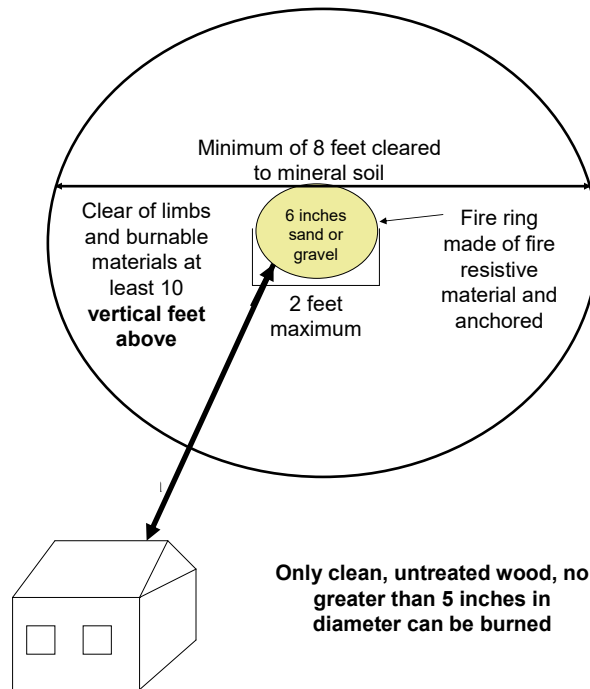 Minimum of 8 feet cleared
to mineral soil
Clear of limbs
and burnable
materials at
least 10
vertical feet
above
6 inches
sand or
gravel
2 feet
maximum
Fire ring
made of fire
resistive
material and
anchored
Only clean, untreated wood, no
greater than 5 inches in
diameter can be burned